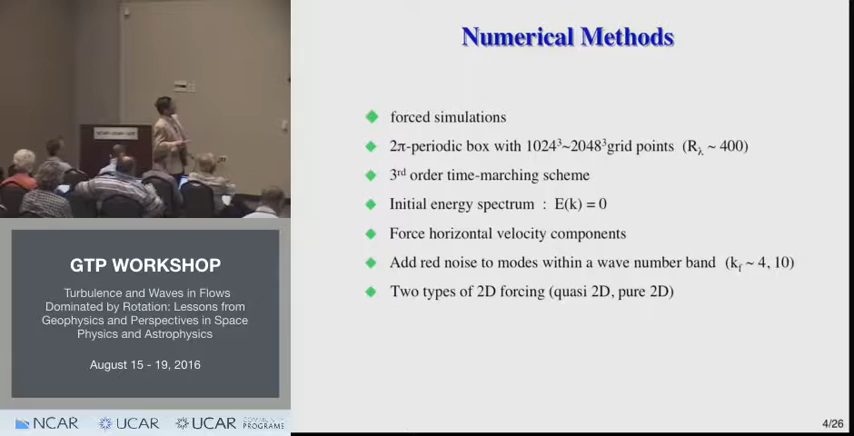 Numerical Methods
forced simulations
2π-periodic box with 1024³~2048³grid points (Rλ ~ 400)
3rd order time-marching scheme
Initial energy spectrum : E(k) = 0
Force horizontal velocity components
Add red noise to modes within a wave number band (kf ~ 4, 10)
Two types of 2D forcing (quasi 2D, pure 2D)
4/26
GTP WORKSHOP
Turbulence and Waves in Flows
Dominated by Rotation: Lessons from
Geophysics and Perspectives in Space
Physics and Astrophysics
August 15 - 19, 2016
NCAR
UCAR
UCAR
PROGRAMS